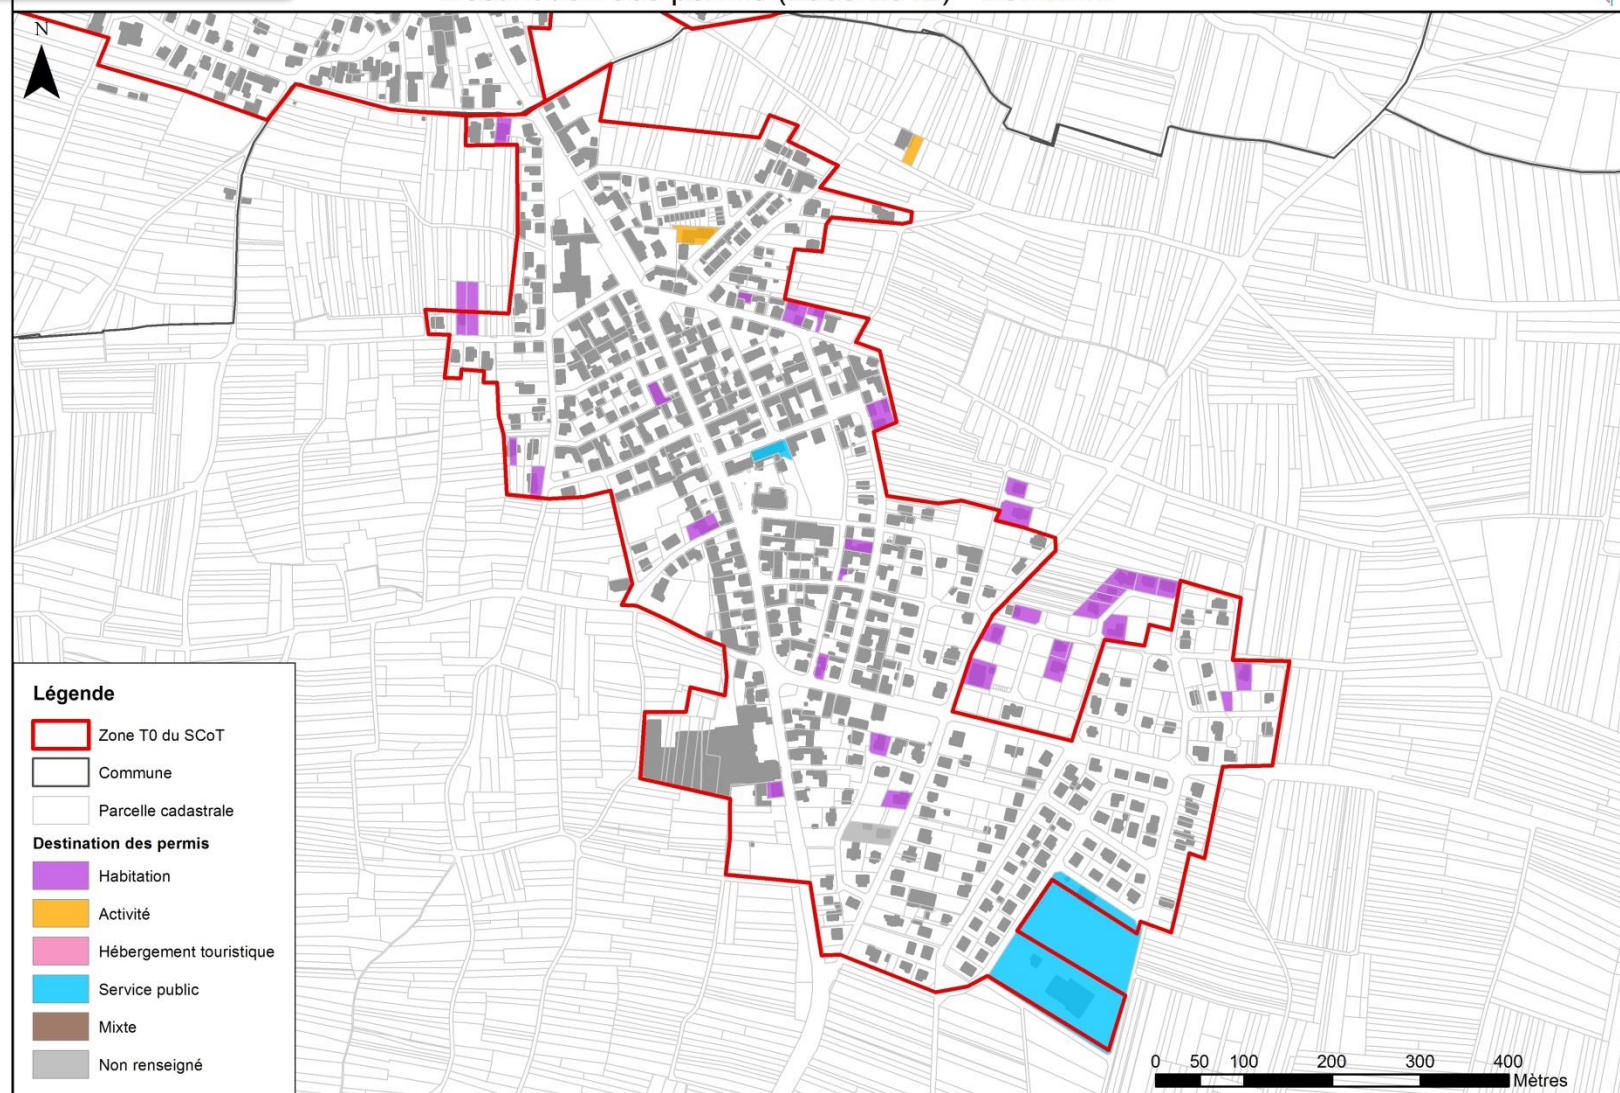 N
Légende
Zone T0 du SCoT
Commune
Parcelle cadastrale
Destination des permis
Habitation
Activité
Hébergement touristique
Service public
Mixte
Non renseigné
0 50 100 200 300 400
Mètres